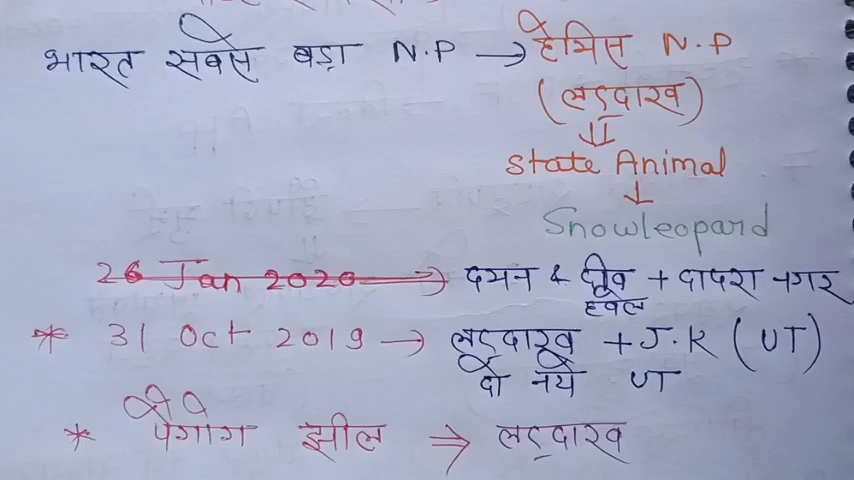 भारत सबसे बड़ा N.P → हेमिस N.P
(लद्दाख)
⇓
State Animal
↓
Snowleopard
26 Jan 2020 → दमन & दीव + दादरा नगर
हवेल
* 31 Oct 2019 → लद्दाख + J.K (UT)
दो नये UT
* पैंगोंग झील ⇒ लद्दाख